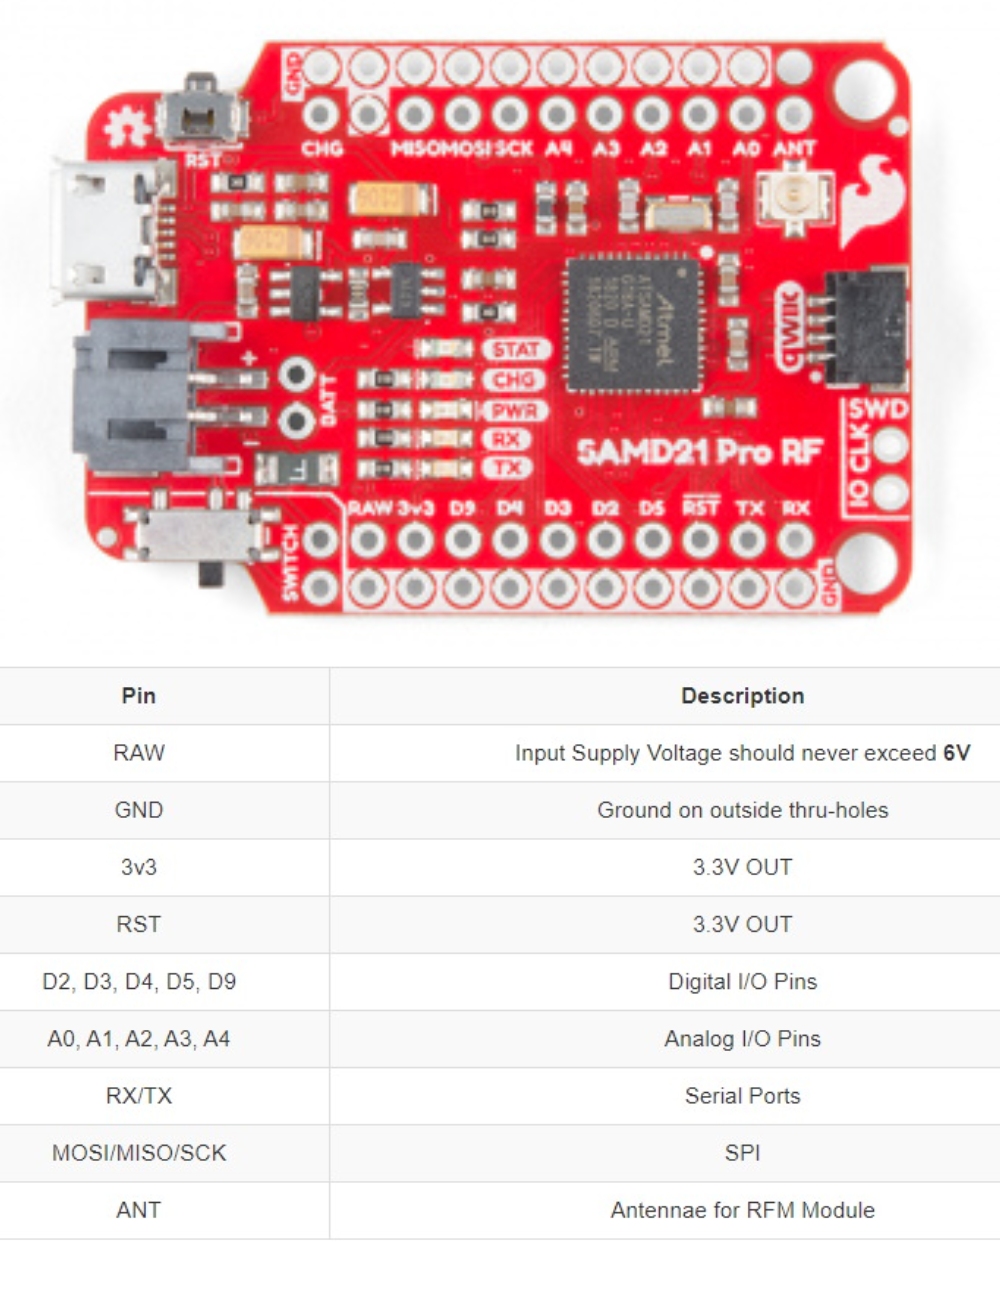 GND
RST
CHG
MISO MOSI SCK A4 A3 A2 A1 A0 ANT
Atmel
ATSAMD21
qwiic
+
BATT
-
STAT
CHG
PWR
RX
TX
SWD
IO CLK
SAMD21 Pro RF
RAW 3v3 D9 D4 D3 D2 D5 RST TX RX
SWITCH
GND
Pin Description
RAW Input Supply Voltage should never exceed 6V
GND Ground on outside thru-holes
3v3 3.3V OUT
RST 3.3V OUT
D2, D3, D4, D5, D9 Digital I/O Pins
A0, A1, A2, A3, A4 Analog I/O Pins
RX/TX Serial Ports
MOSI/MISO/SCK SPI
ANT Antennae for RFM Module